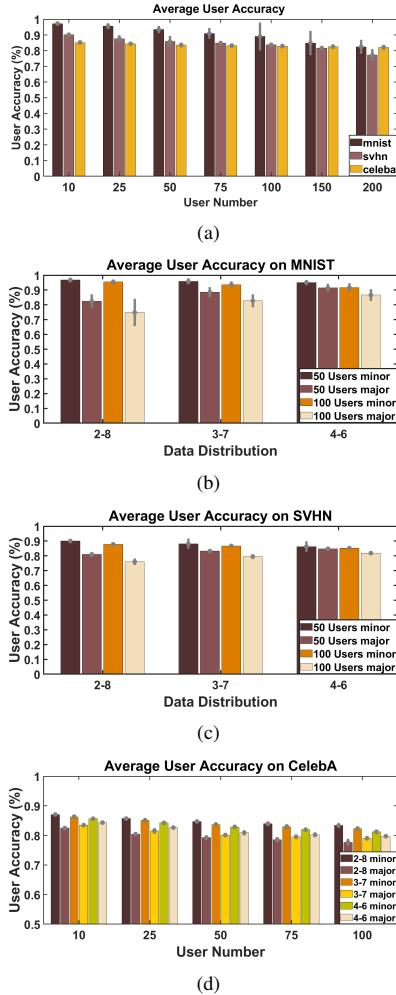 Average User Accuracy
User Accuracy (%)
1
0.9
0.8
0.7
0.6
0.5
0.4
0.3
0.2
0.1
0
mnist
svhn
celeba
10 25 50 75 100 150 200
User Number
(a)
Average User Accuracy on MNIST
User Accuracy (%)
1
0.9
0.8
0.7
0.6
0.5
0.4
0.3
0.2
0.1
0
50 Users minor
50 Users major
100 Users minor
100 Users major
2-8 3-7 4-6
Data Distribution
(b)
Average User Accuracy on SVHN
User Accuracy (%)
1
0.9
0.8
0.7
0.6
0.5
0.4
0.3
0.2
0.1
0
50 Users minor
50 Users major
100 Users minor
100 Users major
2-8 3-7 4-6
Data Distribution
(c)
Average User Accuracy on CelebA
User Accuracy (%)
1
0.9
0.8
0.7
0.6
0.5
2-8 minor
2-8 major
3-7 minor
3-7 major
4-6 minor
4-6 major
10 25 50 75 100
User Number
(d)